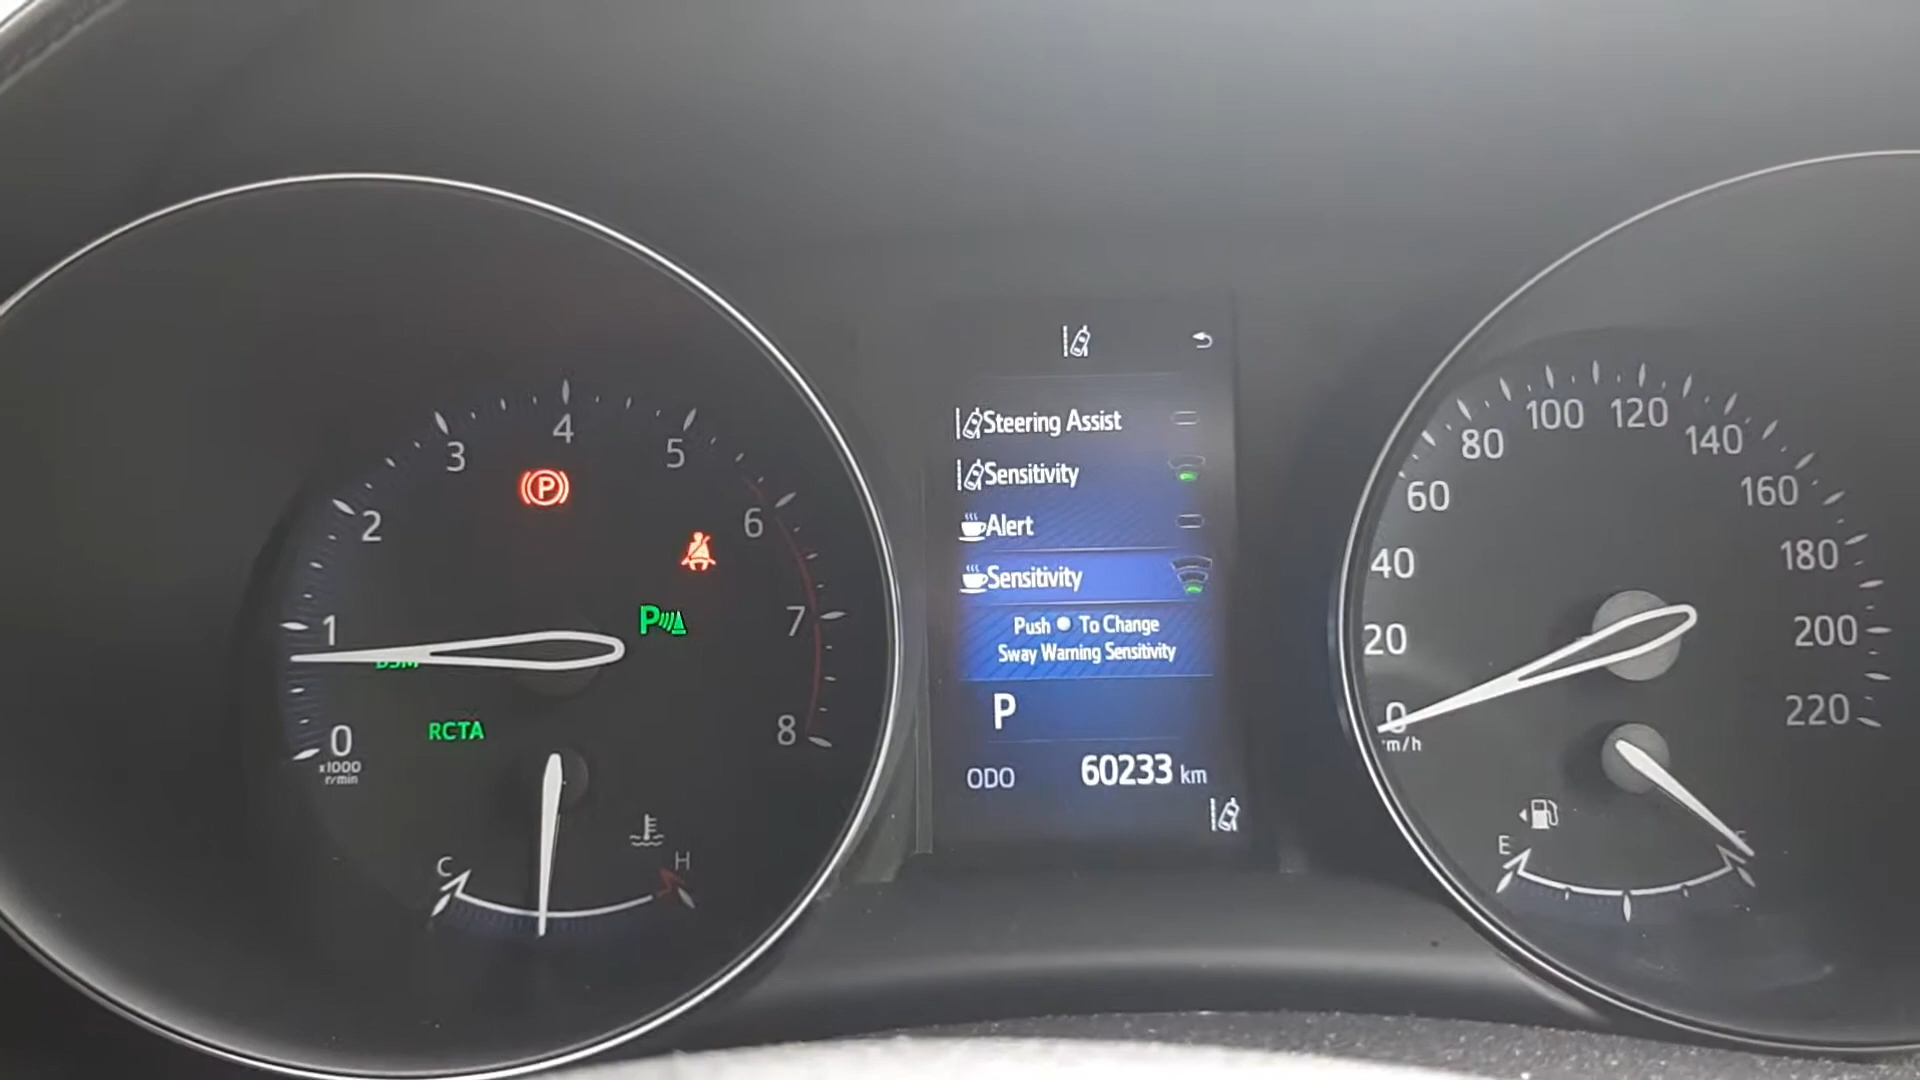 4
3
5
2
6
1
7
0
8
x1000
r/min
P
P
BSM
RCTA
C
H
Steering Assist
Sensitivity
Alert
Sensitivity
Push To Change
Sway Warning Sensitivity
P
ODO 60233 km
0
20
40
60
80
100
120
140
160
180
200
220
km/h
E
F